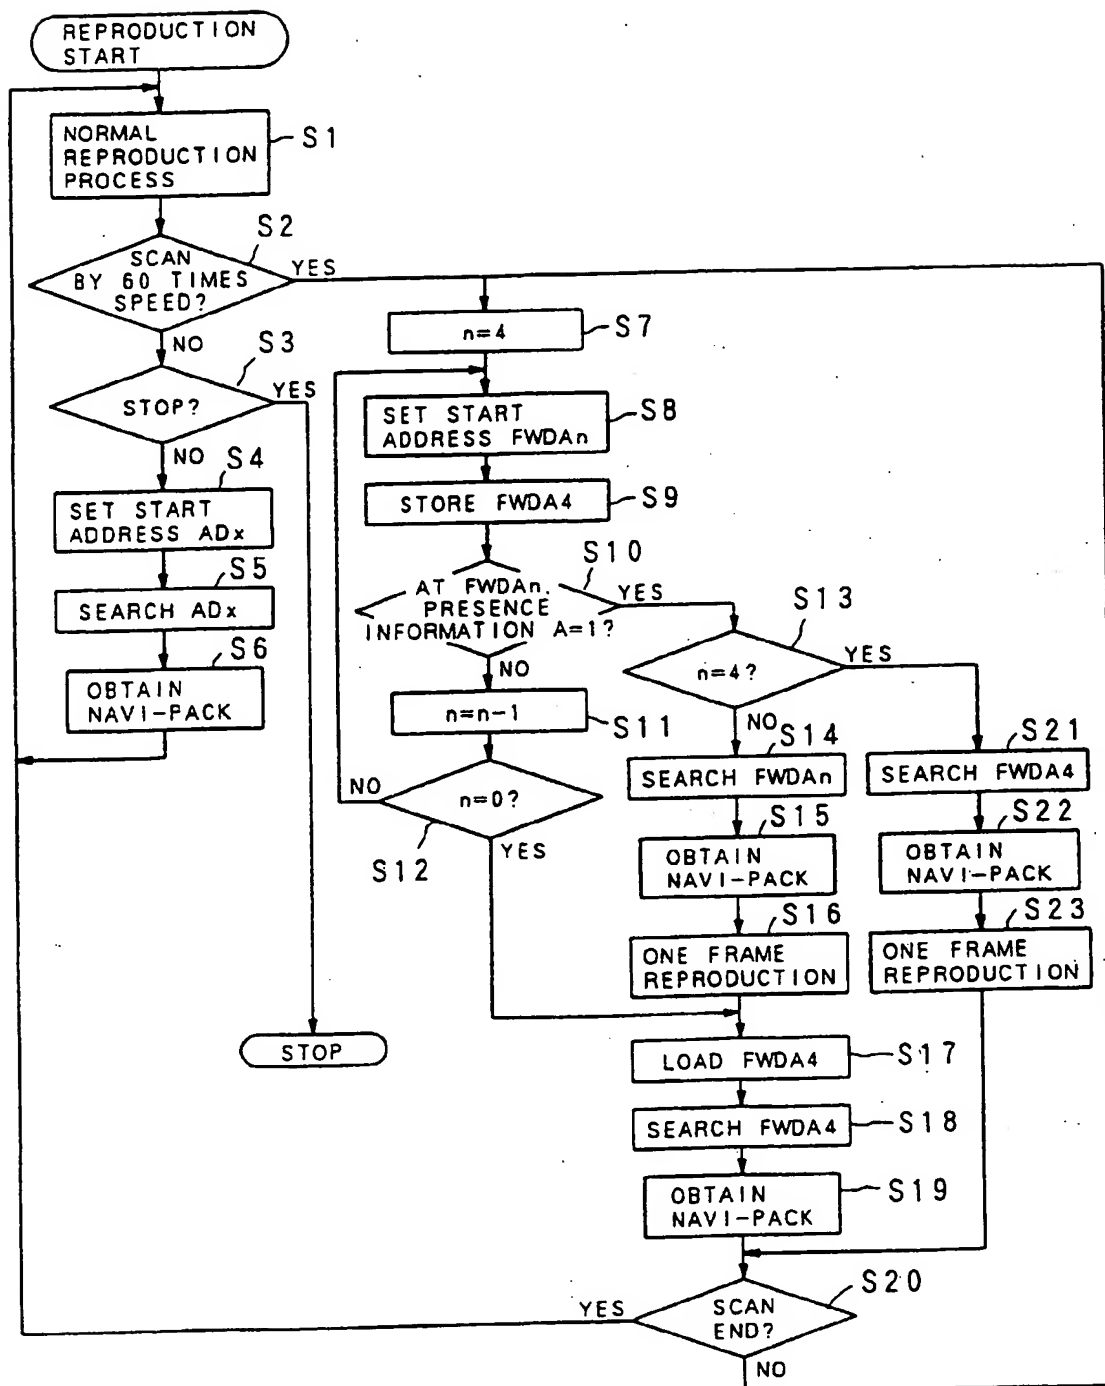 REPRODUCTION
START
NORMAL
REPRODUCTION
PROCESS
S1
SCAN
BY 60 TIMES
SPEED?
S2
YES
NO
STOP?
S3
YES
NO
SET START
ADDRESS ADx
S4
SEARCH ADx
S5
OBTAIN
NAVI-PACK
S6
n=4
S7
SET START
ADDRESS FWDAn
S8
STORE FWDA4
S9
AT FWDAn.
PRESENCE
INFORMATION A=1?
S10
YES
NO
n=n-1
S11
n=0?
S12
NO
YES
n=4?
S13
YES
NO
SEARCH FWDAn
S14
OBTAIN
NAVI-PACK
S15
ONE FRAME
REPRODUCTION
S16
SEARCH FWDA4
S21
OBTAIN
NAVI-PACK
S22
ONE FRAME
REPRODUCTION
S23
STOP
LOAD FWDA4
S17
SEARCH FWDA4
S18
OBTAIN
NAVI-PACK
S19
SCAN
END?
S20
YES
NO